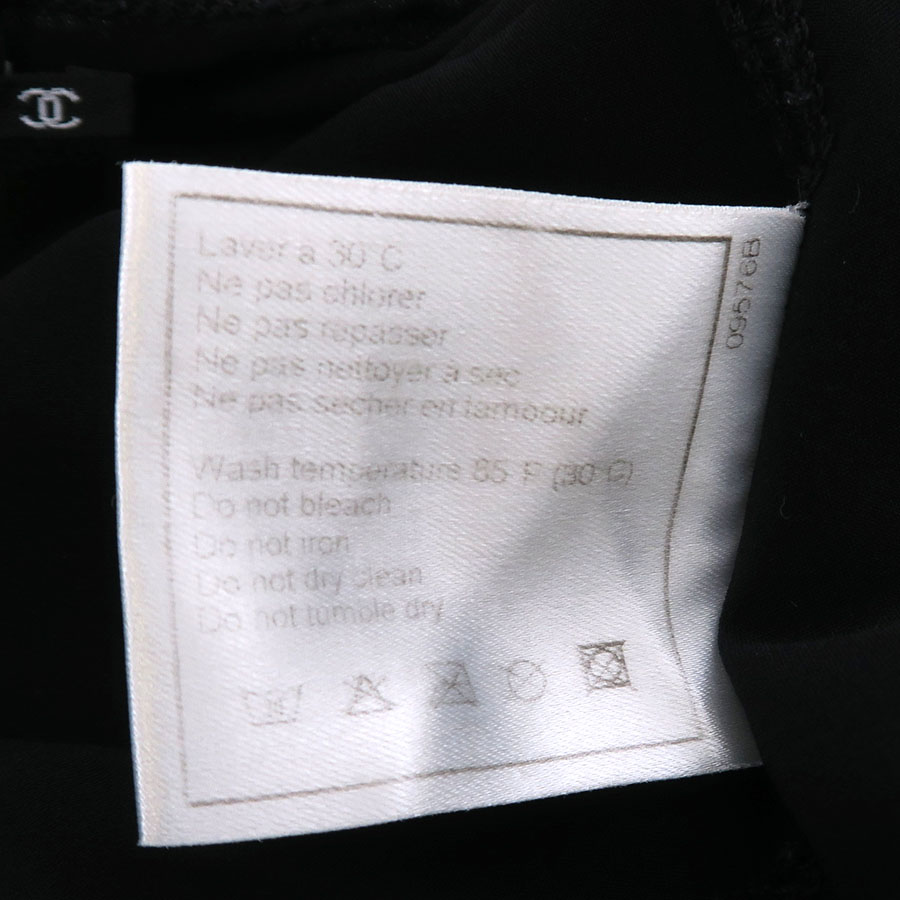 Laver a 30 C
Ne pas chlorer
Ne pas repasser
Ne pas nettoyer a sec
Ne pas secher en tambour
Wash temperature 85 F (30 C)
Do not bleach
Do not iron
Do not dry clean
Do not tumble dry
09576B